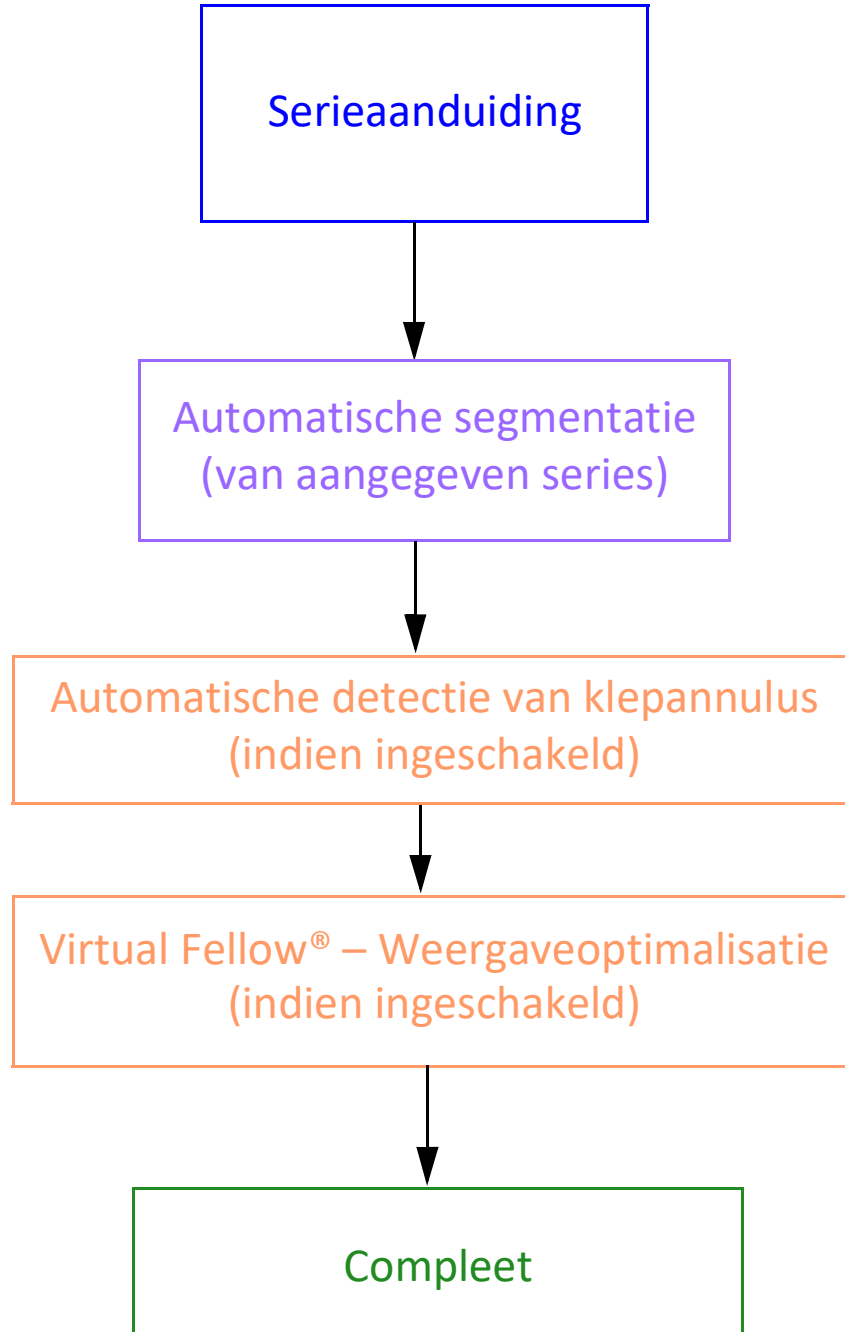 Serieaanduiding
Automatische segmentatie
(van aangegeven series)
Automatische detectie van klepannulus
(indien ingeschakeld)
Virtual Fellow® – Weergaveoptimalisatie
(indien ingeschakeld)
Compleet